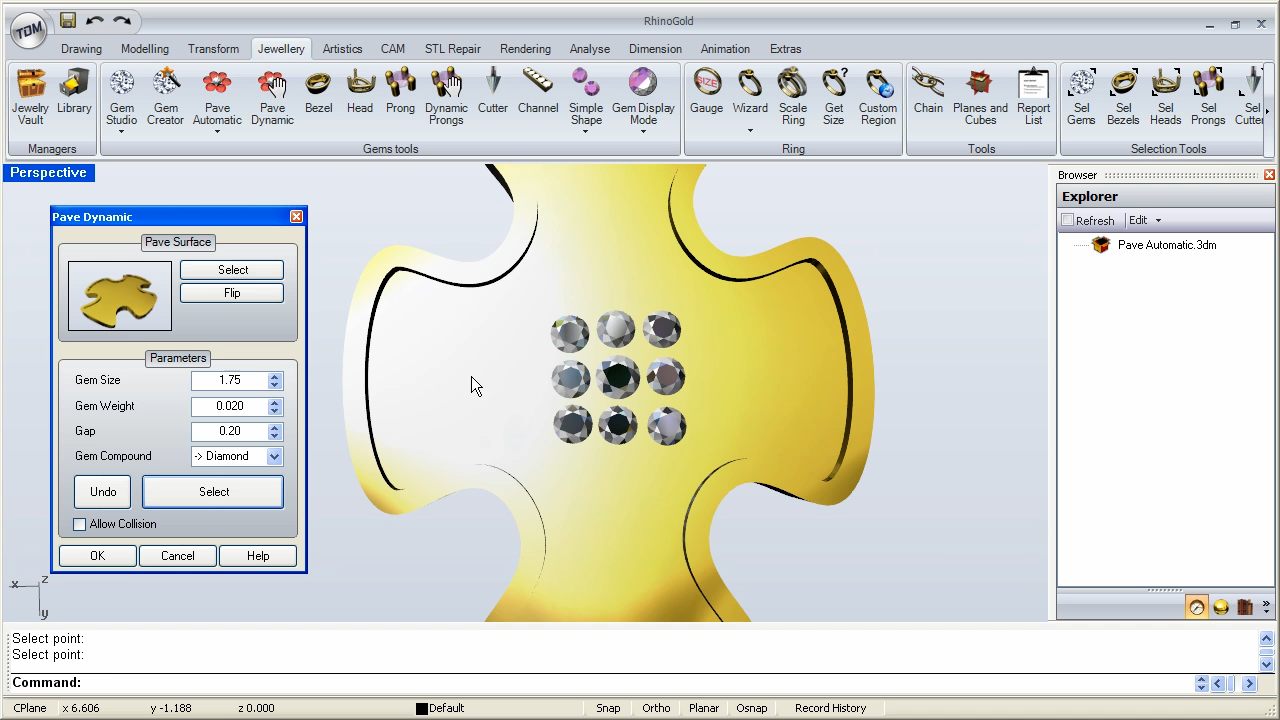 RhinoGold
TDM
Drawing Modelling Transform Jewellery Artistics CAM STL Repair Rendering Analyse Dimension Animation Extras
Jewelry Vault
Library
Gem Studio
Gem Creator
Pave Automatic
Pave Dynamic
Bezel
Head
Prong
Dynamic Prongs
Cutter
Channel
Simple Shape
Gem Display Mode
SIZE
Gauge
Wizard
Scale Ring
Get Size
Custom Region
Chain
Planes and Cubes
Report List
Sel Gems
Sel Bezels
Sel Heads
Sel Prongs
Sel Cutter
Managers
Gems tools
Ring
Tools
Selection Tools
Perspective
Pave Dynamic
Pave Surface
Select
Flip
Parameters
Gem Size 1.75
Gem Weight 0.020
Gap 0.20
Gem Compound -> Diamond
Undo Select
Allow Collision
OK Cancel Help
x z
y
Browser
Explorer
Refresh Edit
Pave Automatic.3dm
Select point:
Select point:
Command:
CPlane x 6.606 y -1.188 z 0.000 Default Snap Ortho Planar Osnap Record History